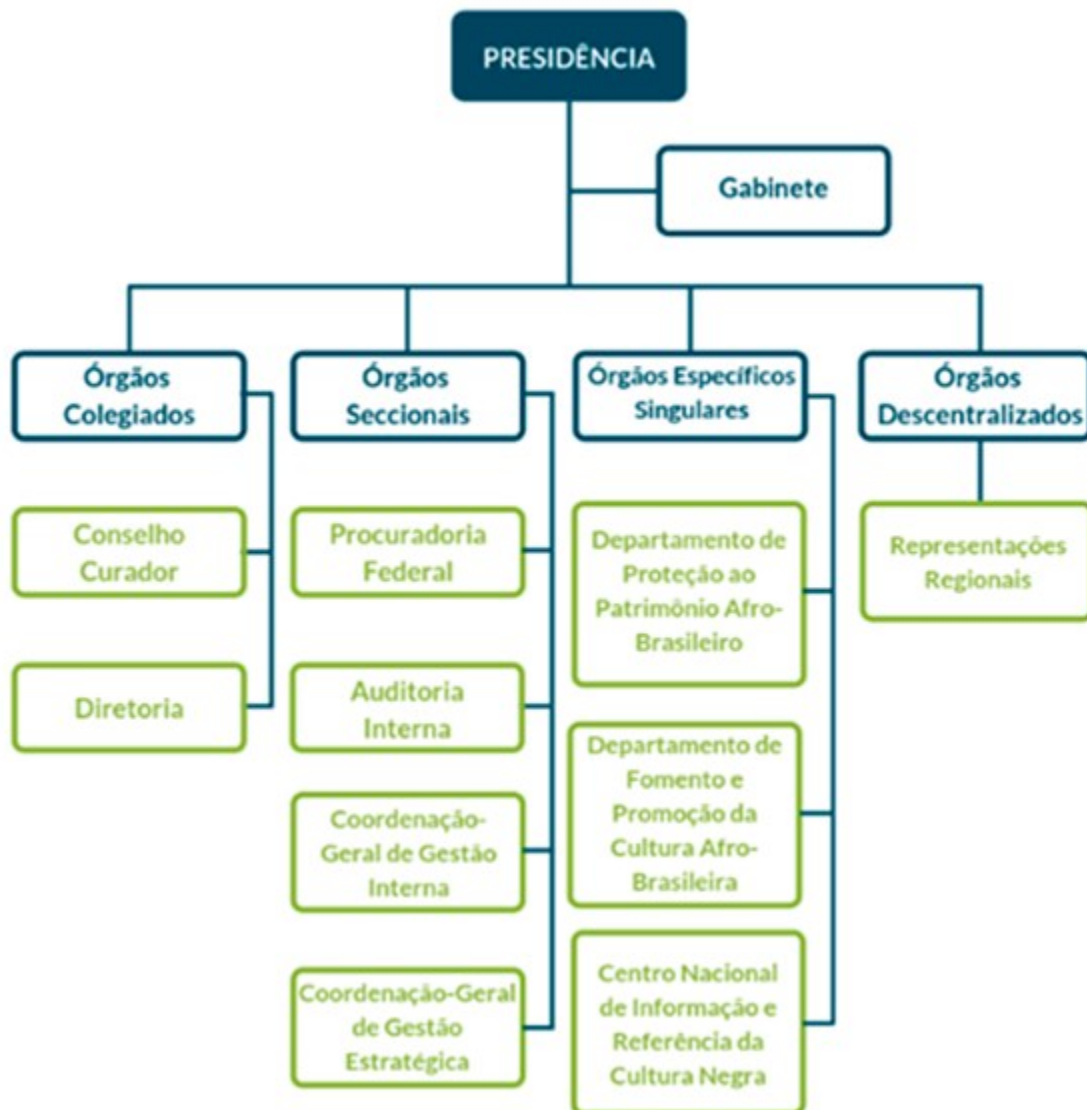 PRESIDÊNCIA
Gabinete
Órgãos
Colegiados
Conselho
Curador
Diretoria
Órgãos
Seccionais
Procuradoria
Federal
Auditoria
Interna
Coordenação-
Geral de Gestão
Interna
Coordenação-Geral
de Gestão
Estratégica
Órgãos Específicos
Singulares
Departamento de
Proteção ao
Patrimônio Afro-
Brasileiro
Departamento de
Fomento e
Promoção da
Cultura Afro-
Brasileira
Centro Nacional
de Informação e
Referência da
Cultura Negra
Órgãos
Descentralizados
Representações
Regionais